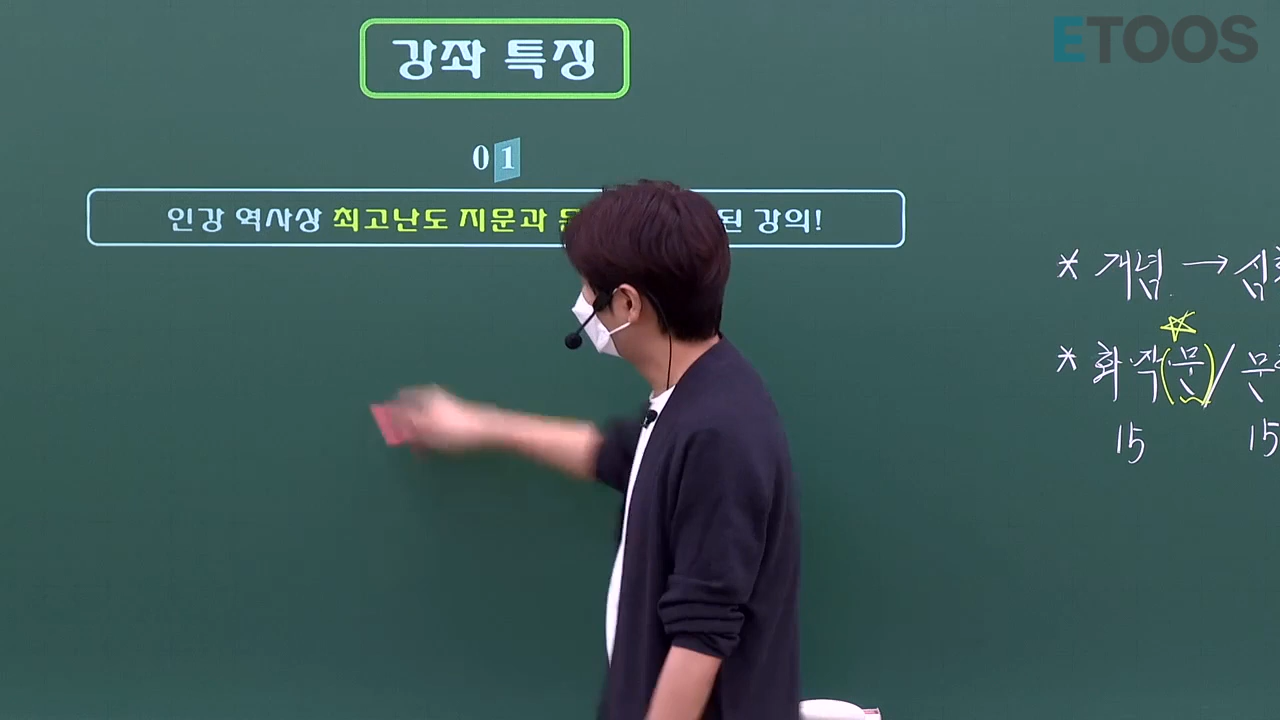 ETOOS
강좌 특징
01
인강 역사상 최고난도 지문과 된 강의!
* 개념 →
* 화작(문)/
15 15